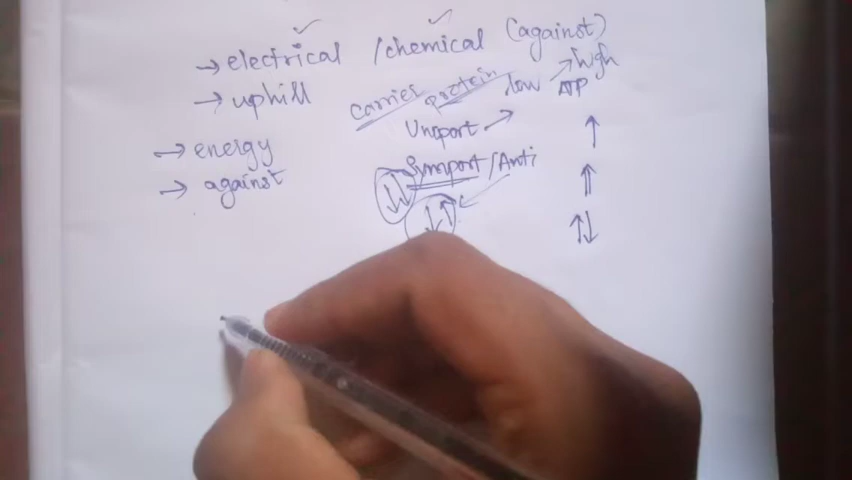 → electrical /chemical (against)
→ uphill carrier protein low → high
ATP
Uniport →
→ energy
Symport /Anti
→ against